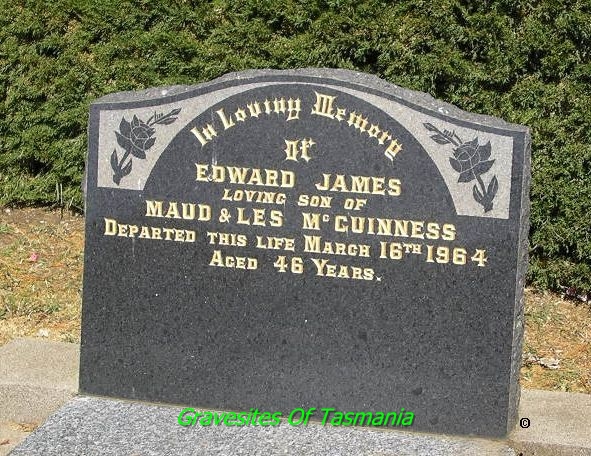 In Loving Memory
of
EDWARD JAMES
LOVING SON OF
MAUD & LES McGUINNESS
DEPARTED THIS LIFE MARCH 16TH 1964
AGED 46 YEARS.
Gravesites Of Tasmania
©